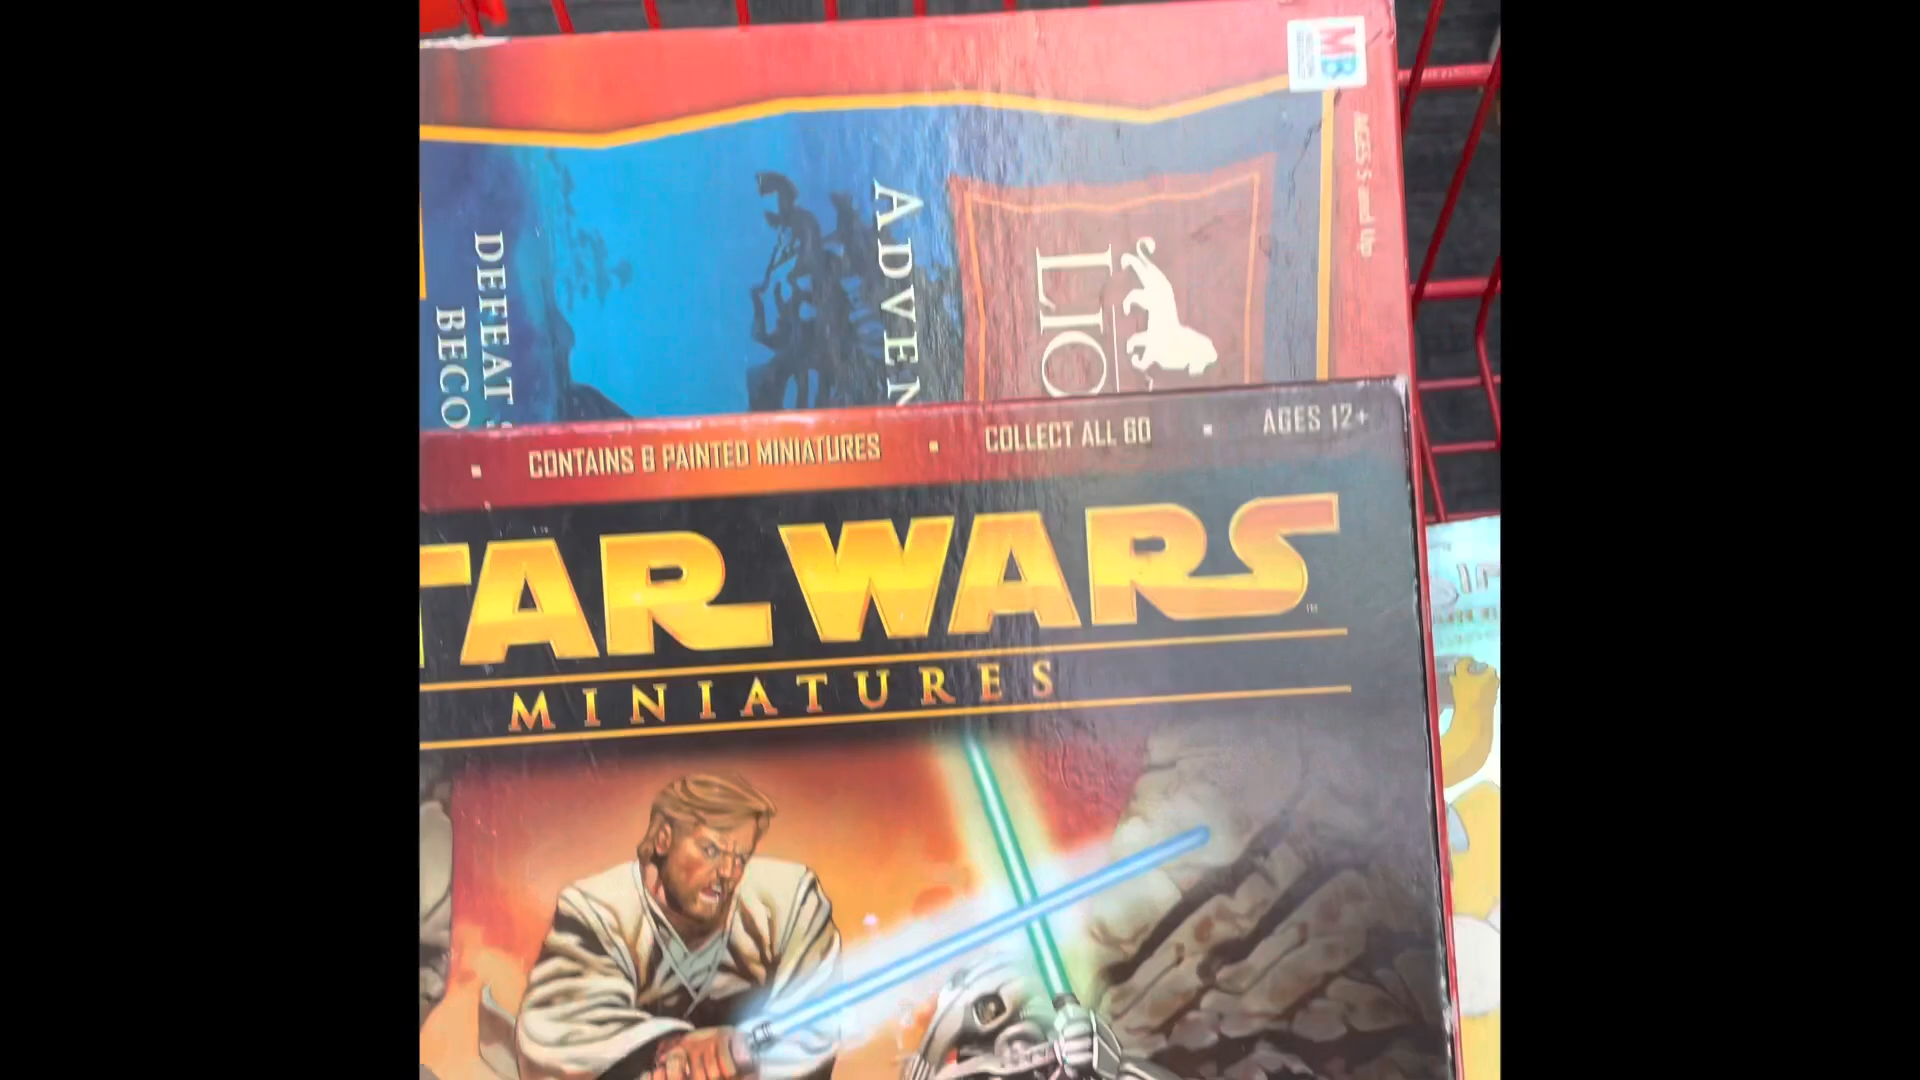 MB
AGES 5 and Up
LIO
ADVEN
DEFEAT
BECO
CONTAINS 6 PAINTED MINIATURES ▪ COLLECT ALL 60 ▪ AGES 12+
TAR WARS
MINIATURES